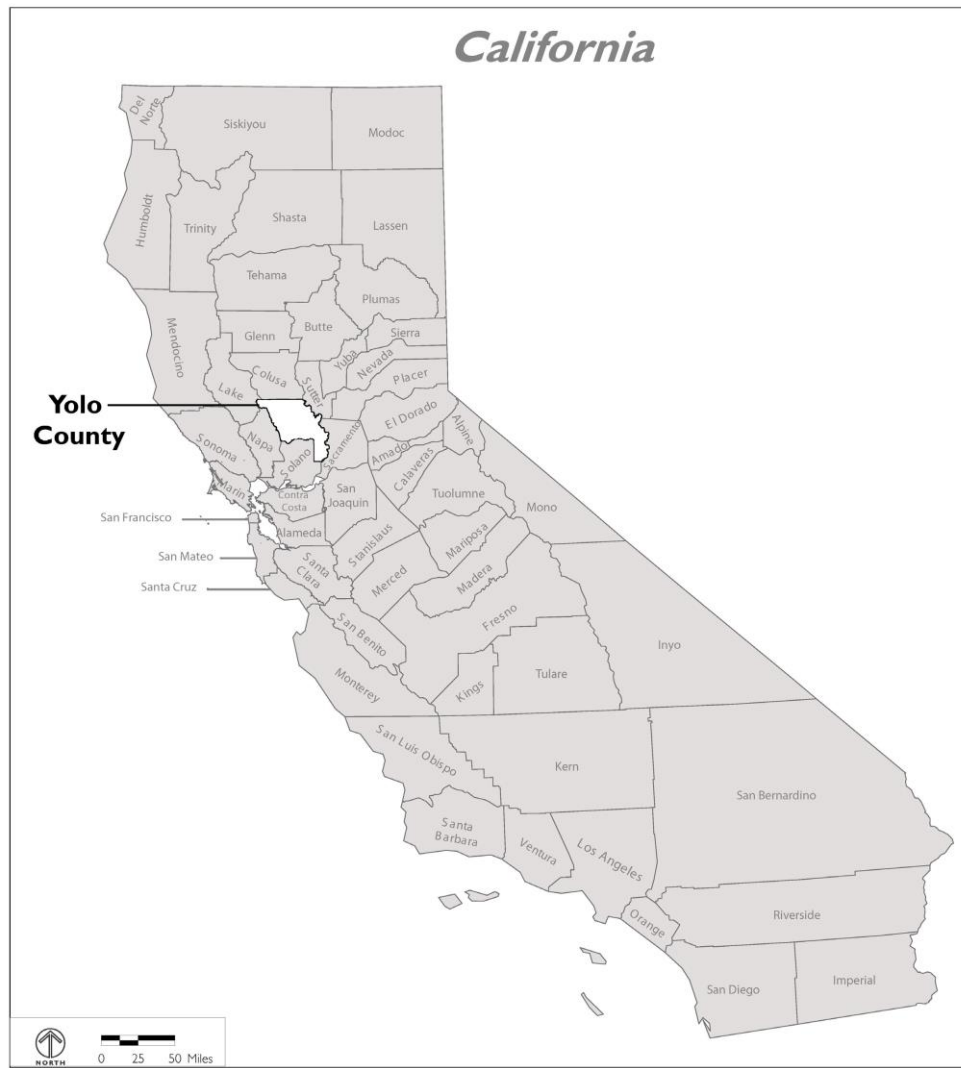 California
Del
Norte
Siskiyou
Modoc
Humboldt
Trinity
Shasta
Lassen
Tehama
Plumas
Mendocino
Glenn
Butte
Sierra
Yuba
Nevada
Placer
Lake
Colusa
Sutter
El Dorado
Alpine
Yolo
County
Sonoma
Napa
Solano
Sacramento
Amador
Calaveras
Marin
Contra
Costa
San
Joaquin
Tuolumne
Mono
San Francisco
Alameda
Stanislaus
Mariposa
San Mateo
Santa
Clara
Merced
Madera
Santa Cruz
San Benito
Fresno
Inyo
Monterey
Kings
Tulare
San Luis Obispo
Kern
San Bernardino
Santa
Barbara
Ventura
Los Angeles
Orange
Riverside
San Diego
Imperial
NORTH
0 25 50 Miles